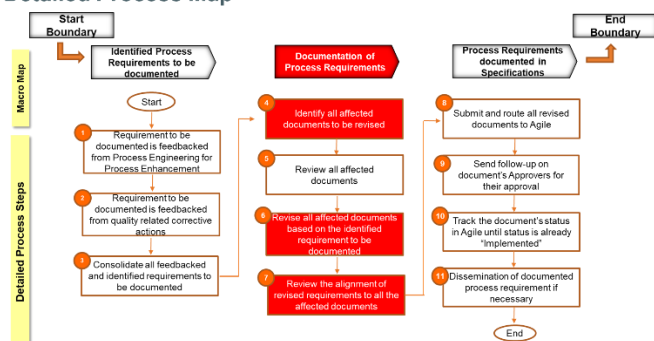 Detailed Process Map
Start
Boundary
End
Boundary
Macro Map
Identified Process
Requirements to be
documented
Documentation of
Process Requirements
Process Requirements
documented in
Specifications
Detailed Process Steps
Start
1
Requirement to be
documented is feedbacked
from Process Engineering for
Process Enhancement
2
Requirement to be
documented is feedbacked
from quality related corrective
actions
3
Consolidate all feedbacked
and identified requirements to
be documented
4
Identify all affected
documents to be revised
5
Review all affected
documents
6
Revise all affected documents
based on the identified
requirement to be
documented
7
Review the alignment of
revised requirements to all the
affected documents
8
Submit and route all revised
documents to Agile
9
Send follow-up on
document's Approvers for
their approval
10
Track the document's status
in Agile until status is already
“Implemented”
11
Dissemination of documented
process requirement if
necessary
End